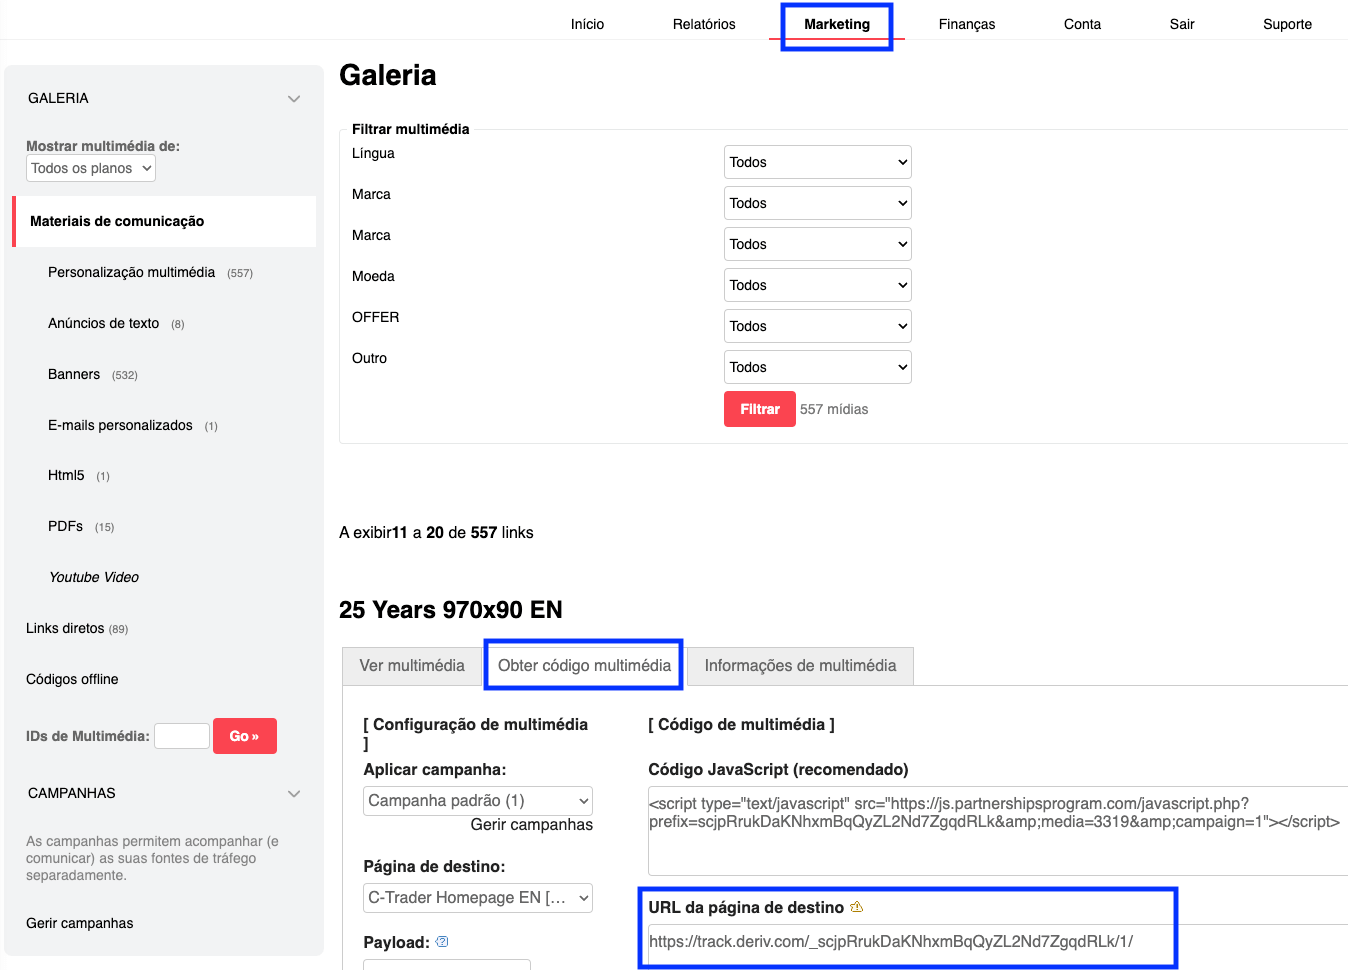 Início Relatórios Marketing Finanças Conta Sair Suporte
GALERIA
Mostrar multimédia de:
Todos os planos
Materiais de comunicação
Personalização multimédia (557)
Anúncios de texto (8)
Banners (532)
E-mails personalizados (1)
Html5 (1)
PDFs (15)
Youtube Video
Links diretos (89)
Códigos offline
IDs de Multimédia: Go »
CAMPANHAS
As campanhas permitem acompanhar (e
comunicar) as suas fontes de tráfego
separadamente.
Gerir campanhas
Galeria
Filtrar multimédia
Língua Todos
Marca Todos
Marca Todos
Moeda Todos
OFFER Todos
Outro Todos
Filtrar 557 mídias
A exibir11 a 20 de 557 links
25 Years 970x90 EN
Ver multimédia Obter código multimédia Informações de multimédia
[ Configuração de multimédia
]
Aplicar campanha:
Campanha padrão (1)
Gerir campanhas
Página de destino:
C-Trader Homepage EN [...
Payload:
[ Código de multimédia ]
Código JavaScript (recomendado)
<script type="text/javascript" src="https://js.partnershipsprogram.com/javascript.php?
prefix=scjpRrukDaKNhxmBqQyZL2Nd7ZgqdRLk&amp;media=3319&amp;campaign=1"></script>
URL da página de destino
https://track.deriv.com/_scjpRrukDaKNhxmBqQyZL2Nd7ZgqdRLk/1/